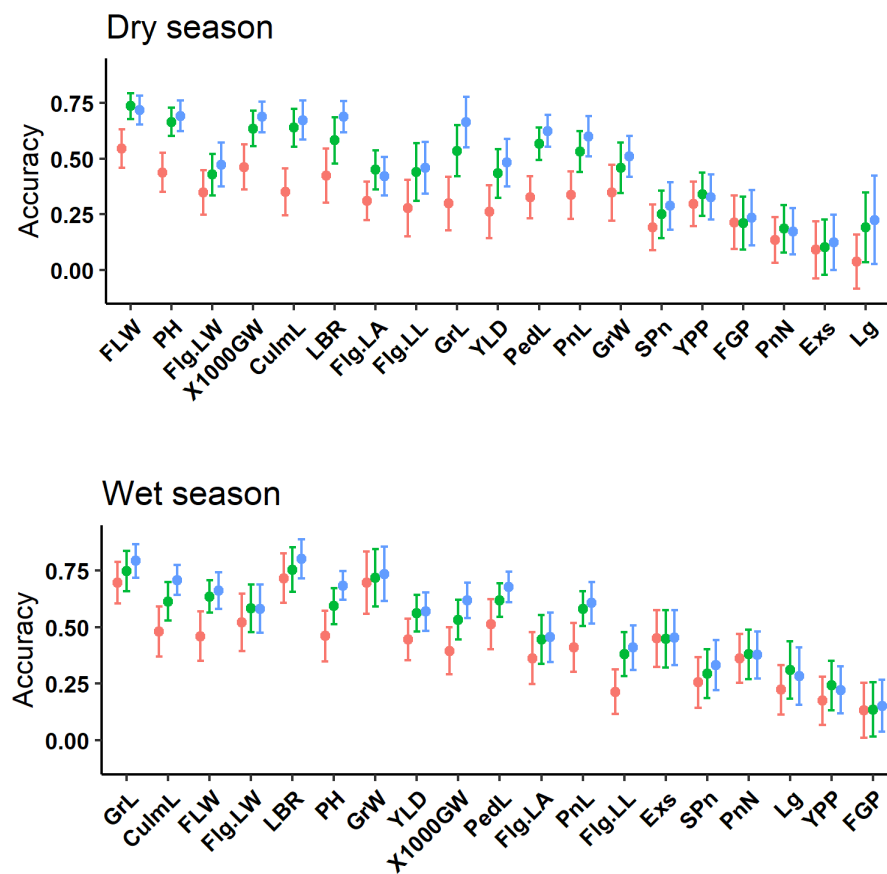 Dry season
Accuracy
0.75
0.50
0.25
0.00
FLW PH Flg.LW X1000GW CulmL LBR Flg.LA Flg.LL GrL YLD PedL PnL GrW SPn YPP FGP PnN Exs Lg
Wet season
Accuracy
0.75
0.50
0.25
0.00
GrL CulmL FLW Flg.LW LBR PH GrW YLD X1000GW PedL Flg.LA PnL Flg.LL Exs SPn PnN Lg YPP FGP